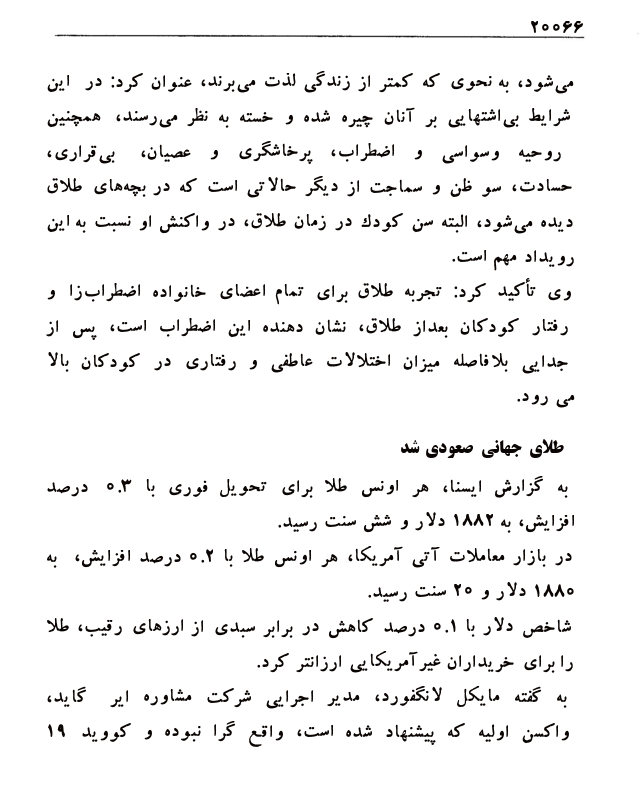 ۲۰۰۶۶
می‌شود، به نحوی که کمتر از زندگی لذت می‌برند، عنوان کرد: در این
شرایط بی‌اشتهایی بر آنان چیره شده و خسته به نظر می‌رسند، همچنین
روحیه وسواسی و اضطراب، پرخاشگری و عصیان، بی‌قراری،
حسادت، سو ظن و سماجت از دیگر حالاتی است که در بچه‌های طلاق
دیده می‌شود، البته سن کودك در زمان طلاق، در واکنش او نسبت به این
رویداد مهم است.
وی تأکید کرد: تجربه طلاق برای تمام اعضای خانواده اضطراب‌زا و
رفتار کودکان بعداز طلاق، نشان دهنده این اضطراب است، پس از
جدایی بلافاصله میزان اختلالات عاطفی و رفتاری در کودکان بالا
می رود.
طلای جهانی صعودی شد
به گزارش ایسنا، هر اونس طلا برای تحویل فوری با ۰.۳ درصد
افزایش، به ۱۸۸۲ دلار و شش سنت رسید.
در بازار معاملات آتی آمریکا، هر اونس طلا با ۰.۲ درصد افزایش، به
۱۸۸۰ دلار و ۲۰ سنت رسید.
شاخص دلار با ۰.۱ درصد کاهش در برابر سبدی از ارزهای رقیب، طلا
را برای خریداران غیرآمریکایی ارزانتر کرد.
به گفته مایکل لانگفورد، مدیر اجرایی شرکت مشاوره ایر گاید،
واکسن اولیه که پیشنهاد شده است، واقع گرا نبوده و کووید ۱۹